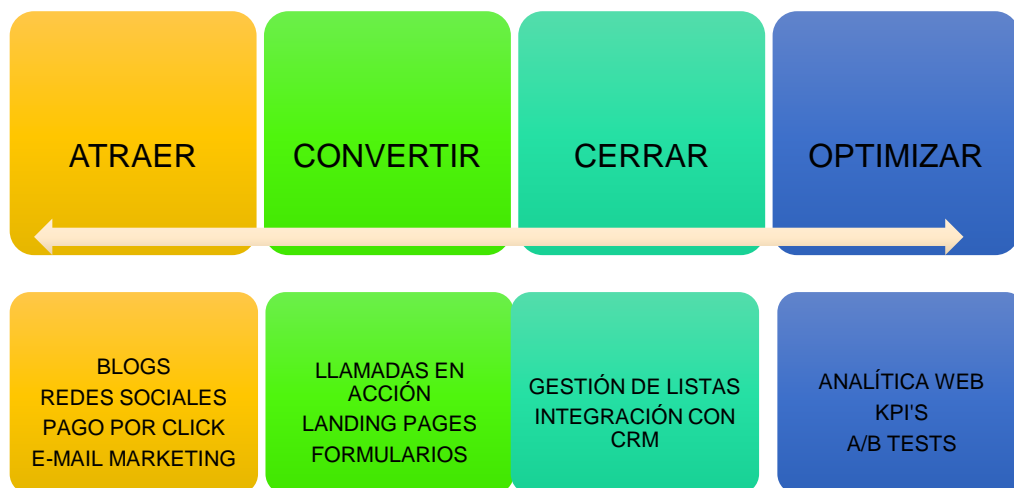 ATRAER
CONVERTIR
CERRAR
OPTIMIZAR
BLOGS
REDES SOCIALES
PAGO POR CLICK
E-MAIL MARKETING
LLAMADAS EN
ACCIÓN
LANDING PAGES
FORMULARIOS
GESTIÓN DE LISTAS
INTEGRACIÓN CON
CRM
ANALÍTICA WEB
KPI'S
A/B TESTS